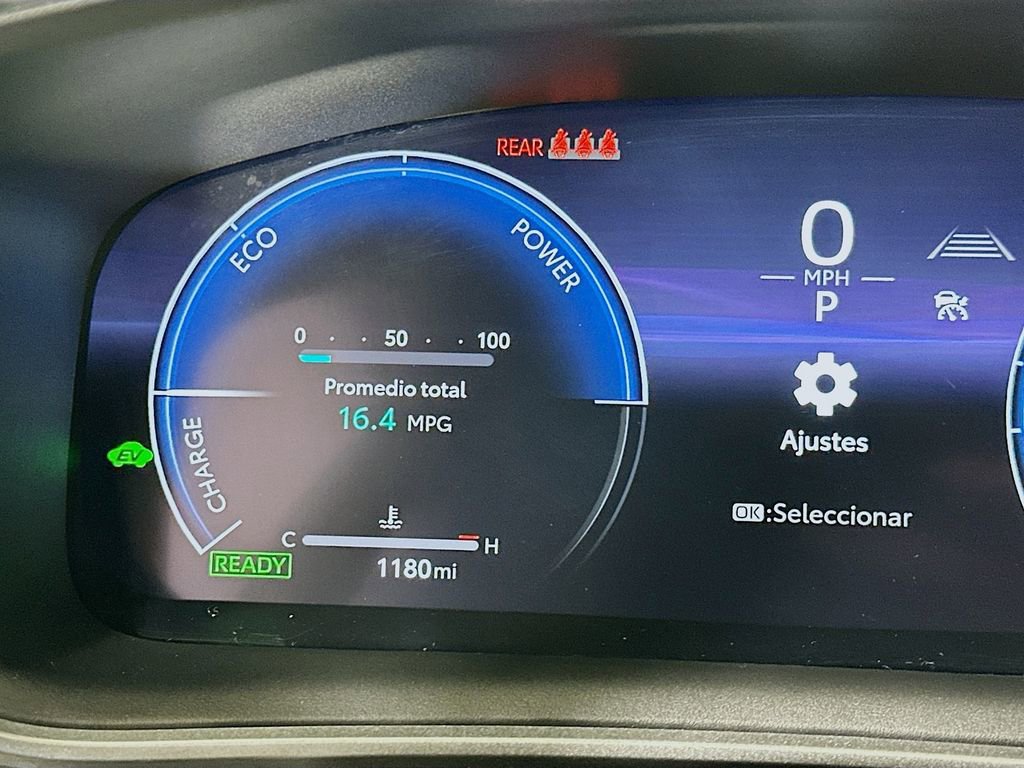 REAR
ECO
POWER
0 50 100
Promedio total
16.4 MPG
CHARGE
EV
C H
READY
1180mi
0
MPH
P
Ajustes
OK:Seleccionar